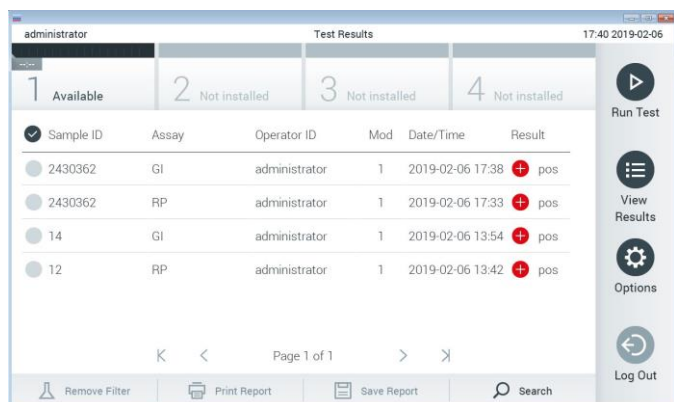 administrator Test Results 17:40 2019-02-06
--:--
1 Available 2 Not installed 3 Not installed 4 Not installed
Run Test
Sample ID Assay Operator ID Mod Date/Time Result
2430362 GI administrator 1 2019-02-06 17:38 pos
2430362 RP administrator 1 2019-02-06 17:33 pos
View
Results
14 GI administrator 1 2019-02-06 13:54 pos
12 RP administrator 1 2019-02-06 13:42 pos
Options
Page 1 of 1
Log Out
Remove Filter Print Report Save Report Search